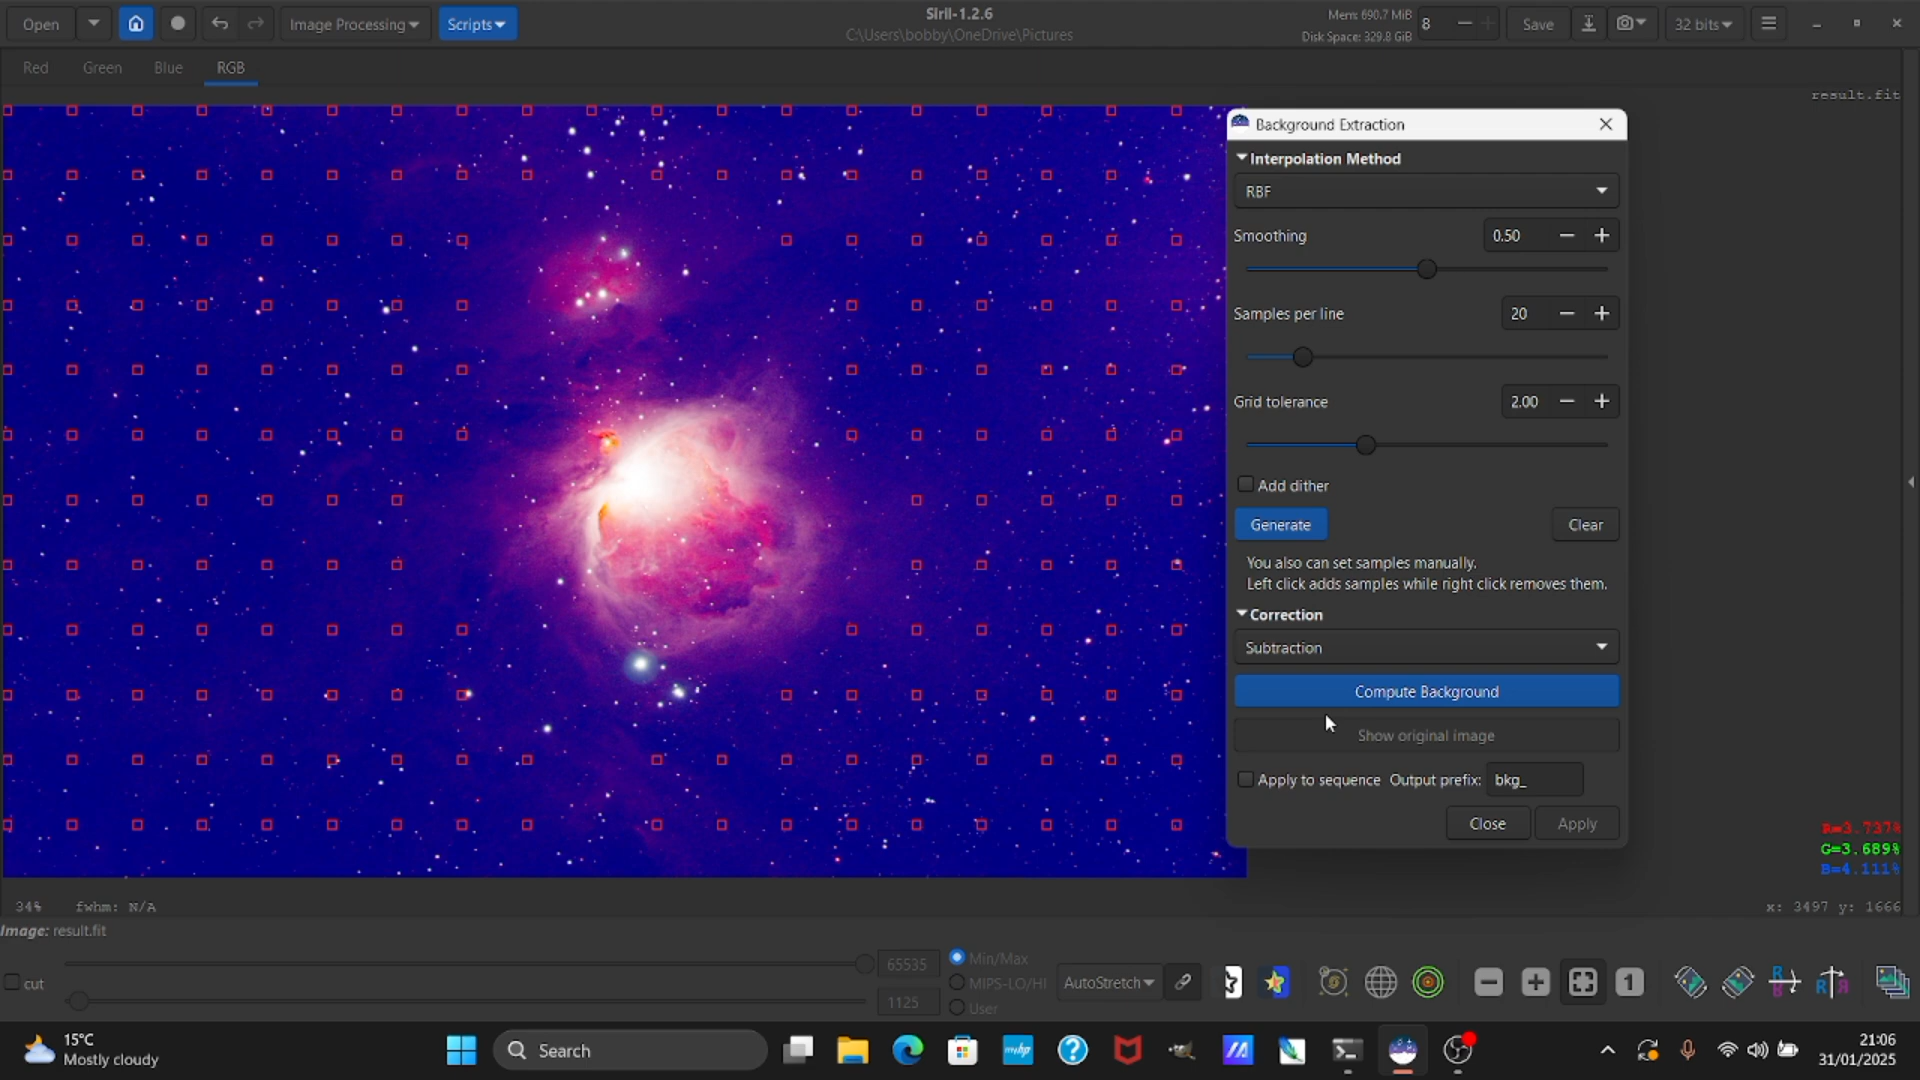 Open
Image Processing
Scripts
Siril-1.2.6
C:\Users\bobby\OneDrive\Pictures
Mem: 690.7 MiB
Disk Space: 329.8 GiB
8
Save
32 bits
Red
Green
Blue
RGB
result.fit
Background Extraction
Interpolation Method
RBF
Smoothing
0.50
Samples per line
20
Grid tolerance
2.00
Add dither
Generate
Clear
You also can set samples manually.
Left click adds samples while right click removes them.
Correction
Subtraction
Compute Background
Show original image
Apply to sequence Output prefix: bkg_
Close
Apply
R=3.737%
G=3.689%
B=4.111%
34%
fwhm: N/A
x: 3497 y: 1666
Image: result.fit
cut
65535
1125
Min/Max
MIPS-LO/HI
User
AutoStretch
1
15°C
Mostly cloudy
Search
myhp
21:06
31/01/2025